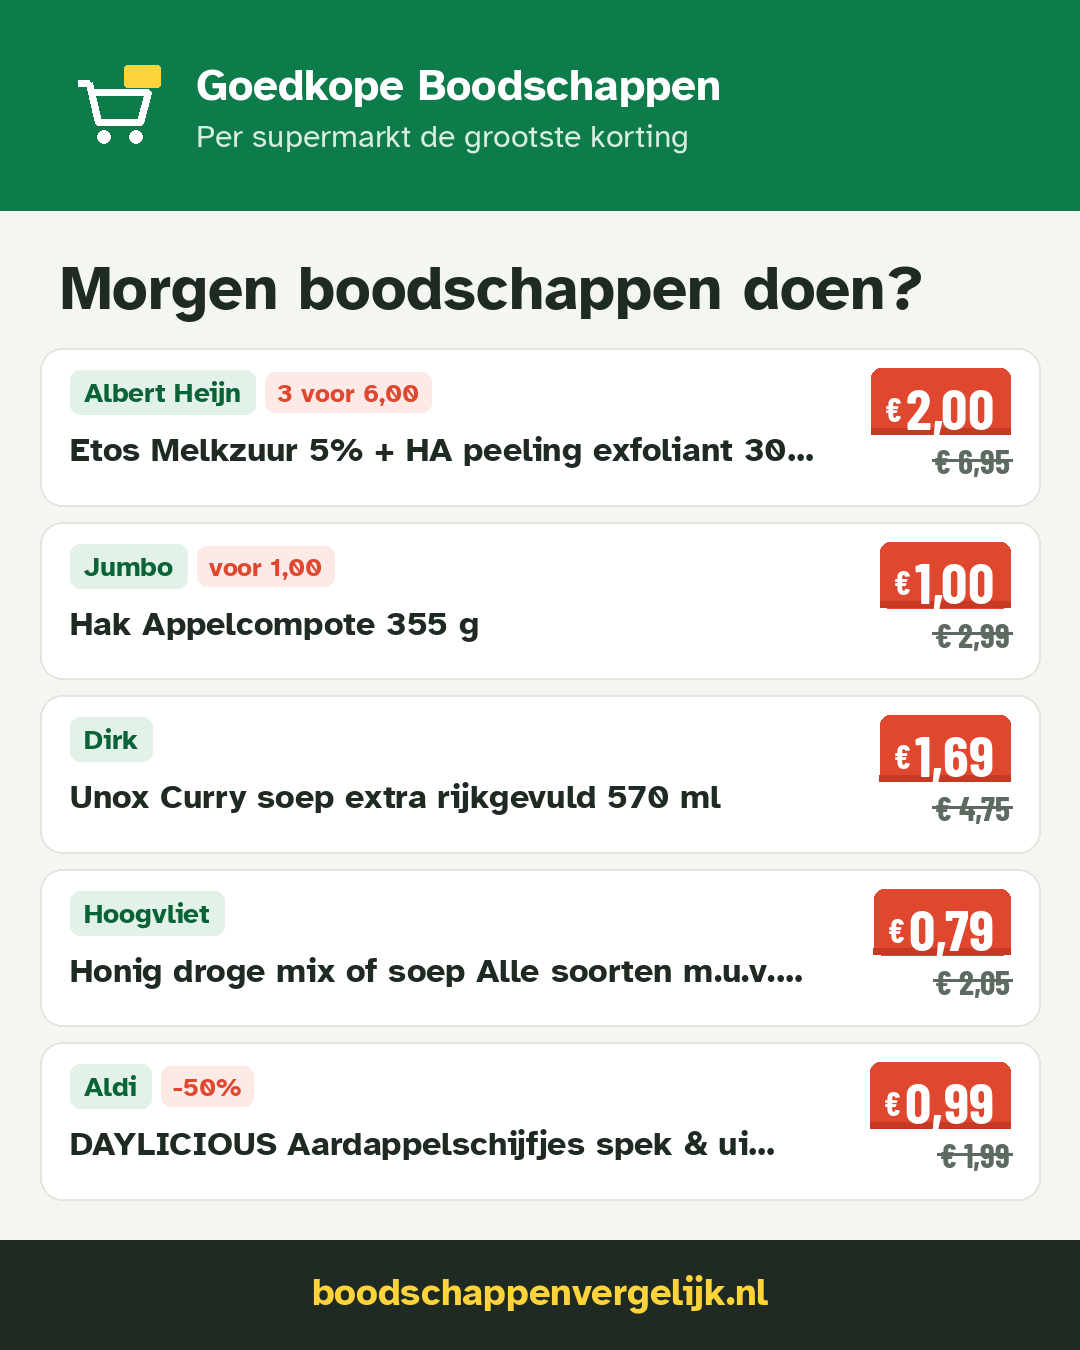 Goedkope Boodschappen
Per supermarkt de grootste korting
Morgen boodschappen doen?
Albert Heijn 3 voor 6,00
€ 2,00
Etos Melkzuur 5% + HA peeling exfoliant 30...
€ 6,95
Jumbo voor 1,00
€ 1,00
Hak Appelcompote 355 g
€ 2,99
Dirk
€ 1,69
Unox Curry soep extra rijkgevuld 570 ml
€ 4,75
Hoogvliet
€ 0,79
Honig droge mix of soep Alle soorten m.u.v....
€ 2,05
Aldi -50%
€ 0,99
DAYLICIOUS Aardappelschijfjes spek & ui...
€ 1,99
boodschappenvergelijk.nl